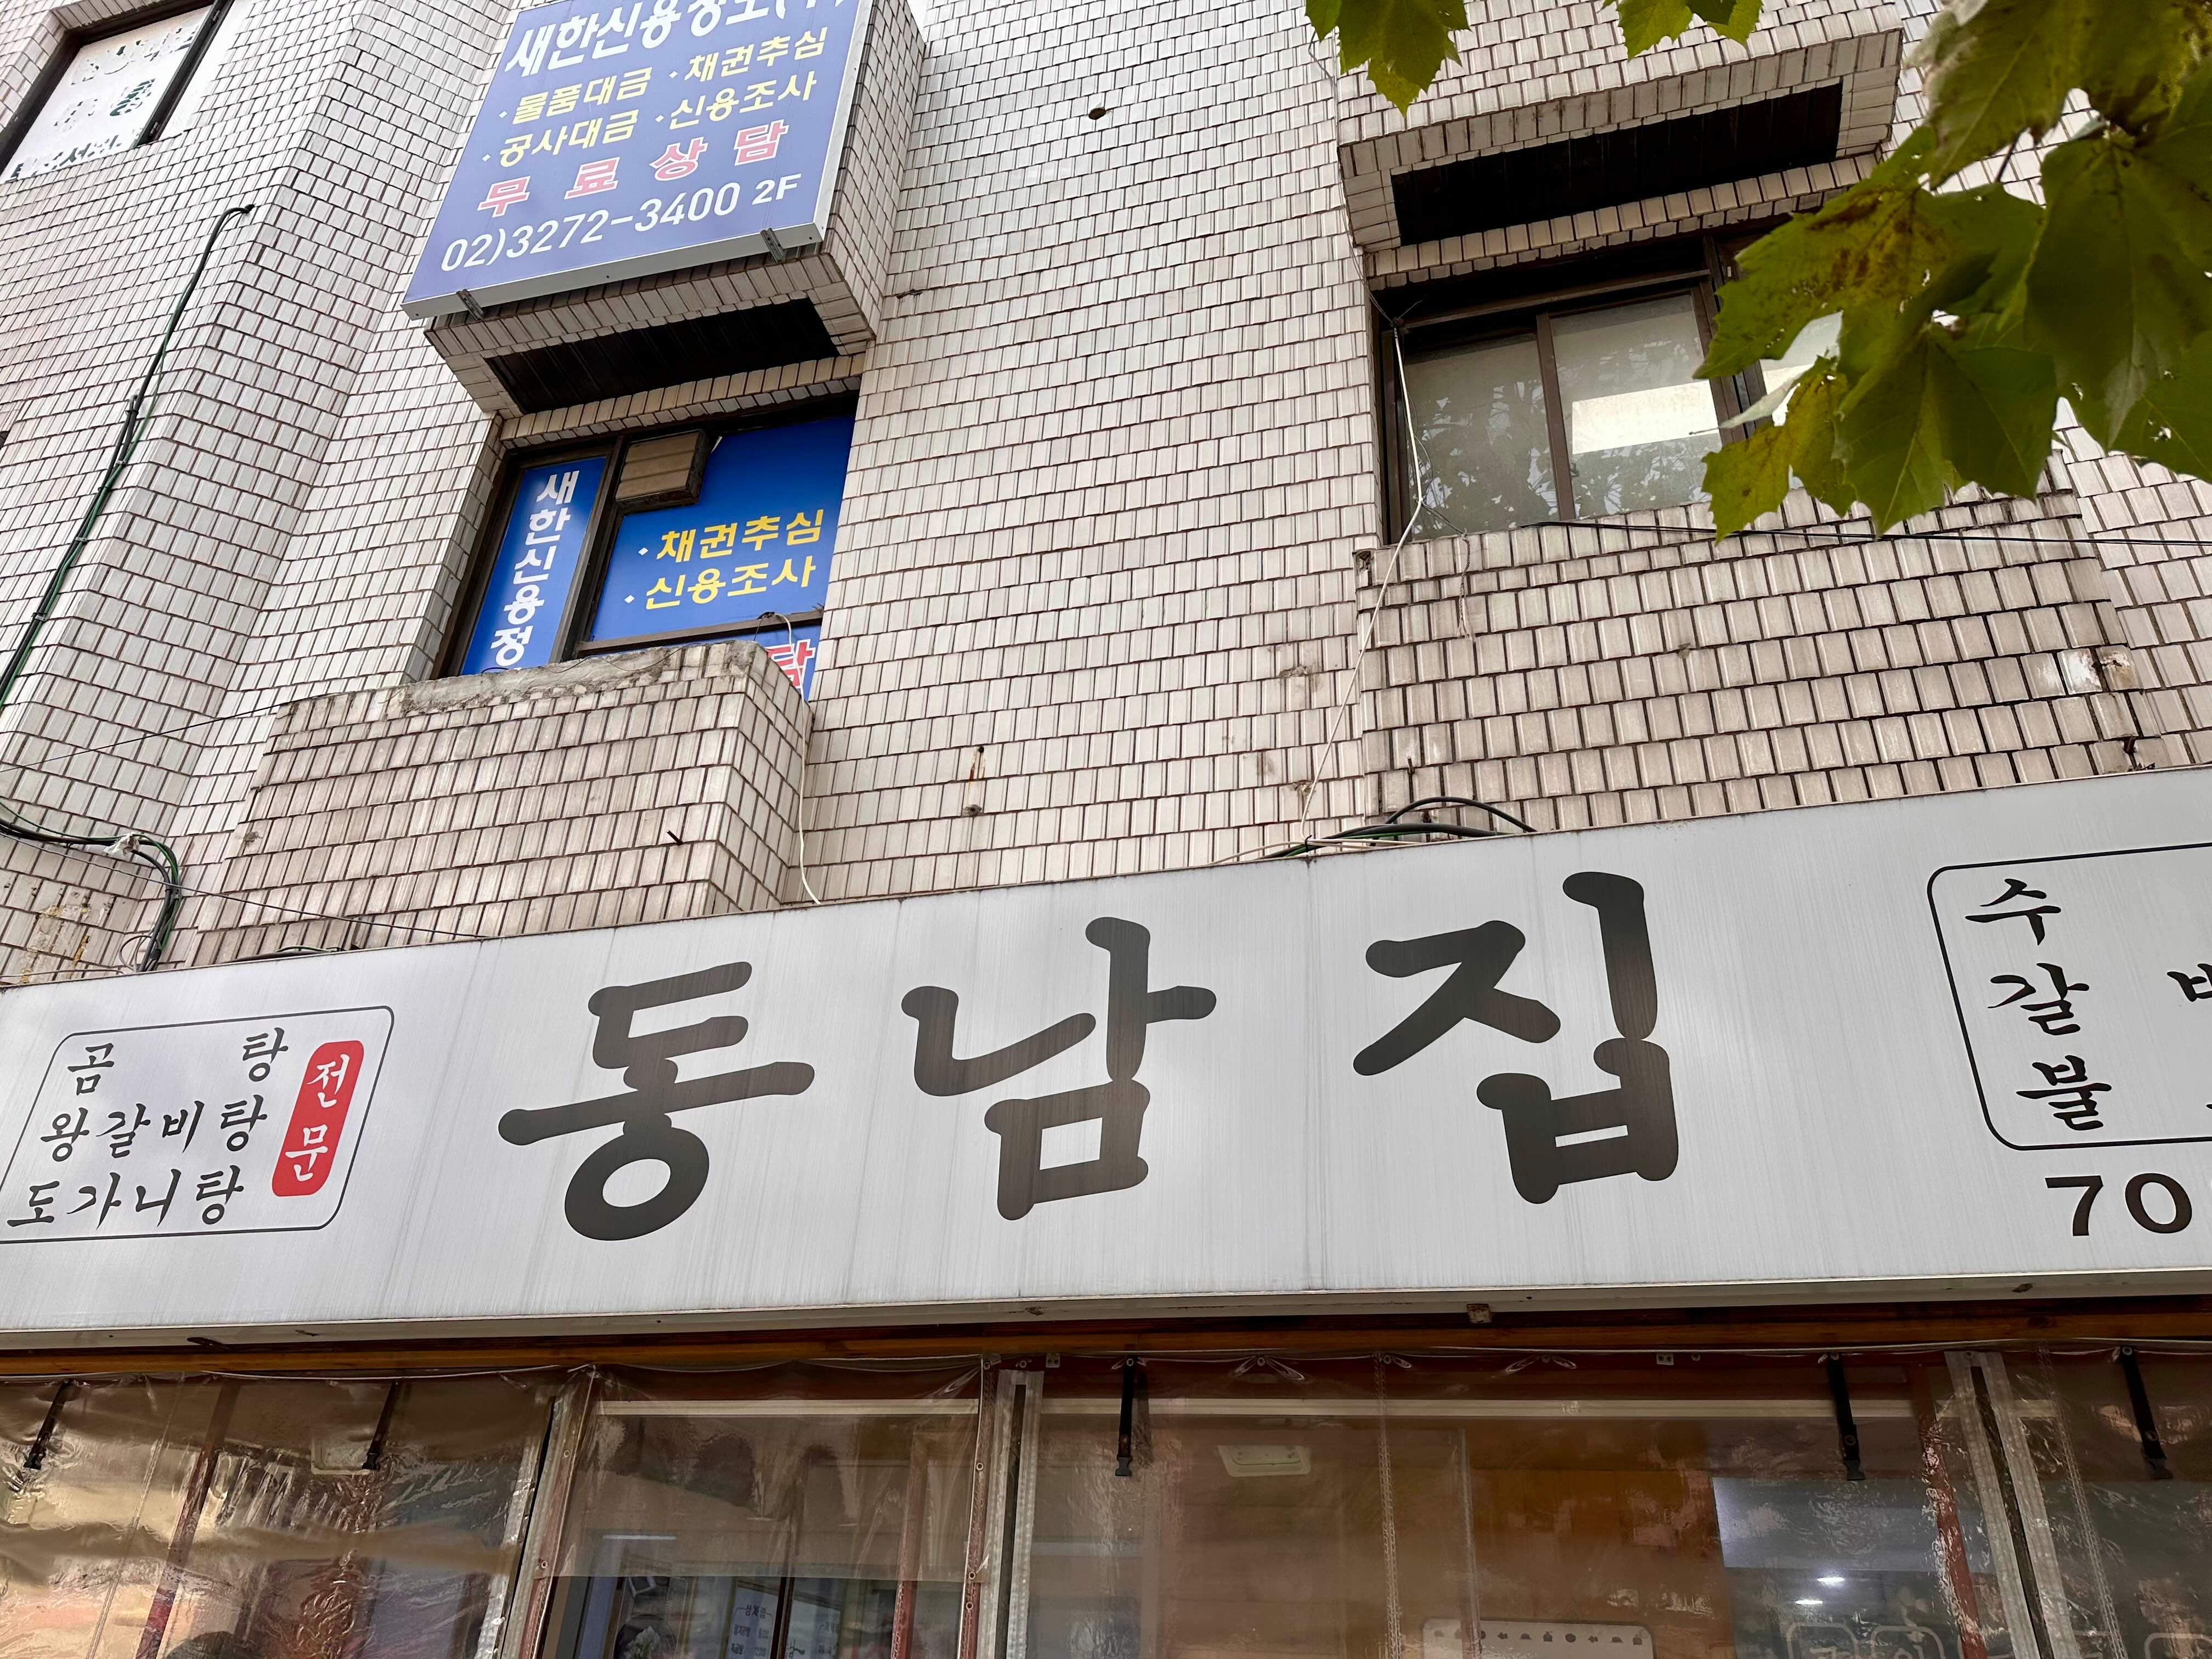 새한신용정보(주)
· 물품대금 · 채권추심
· 공사대금 · 신용조사
무료상담
02)3272-3400 2F
새한신용정
· 채권추심
· 신용조사
담
곰탕
왕갈비탕
도가니탕
전문
동남집
수
갈
불
70